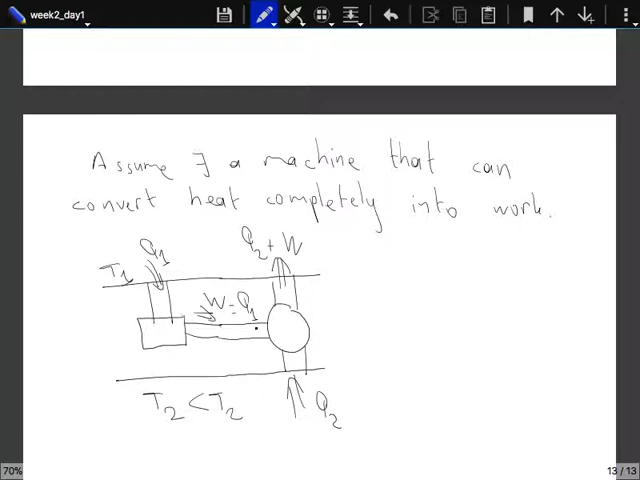 week2_day1
Assume ∃ a machine that can
convert heat completely into work.
Q1
Q2 + W
T1
W = Q1
T2 < T2
Q2
70%
13 / 13